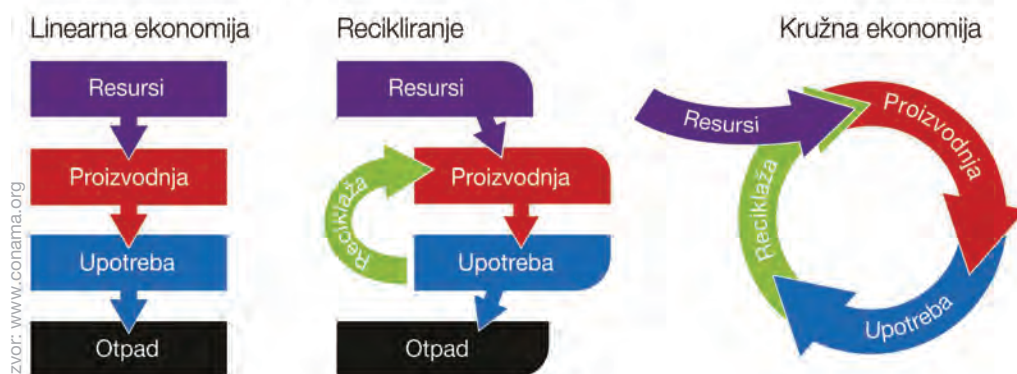 Linearna ekonomija
Resursi
Proizvodnja
Upotreba
Otpad
Recikliranje
Resursi
Proizvodnja
Reciklaža
Upotreba
Otpad
Kružna ekonomija
Resursi
Proizvodnja
Upotreba
Reciklaža
zvor: www.conama.org